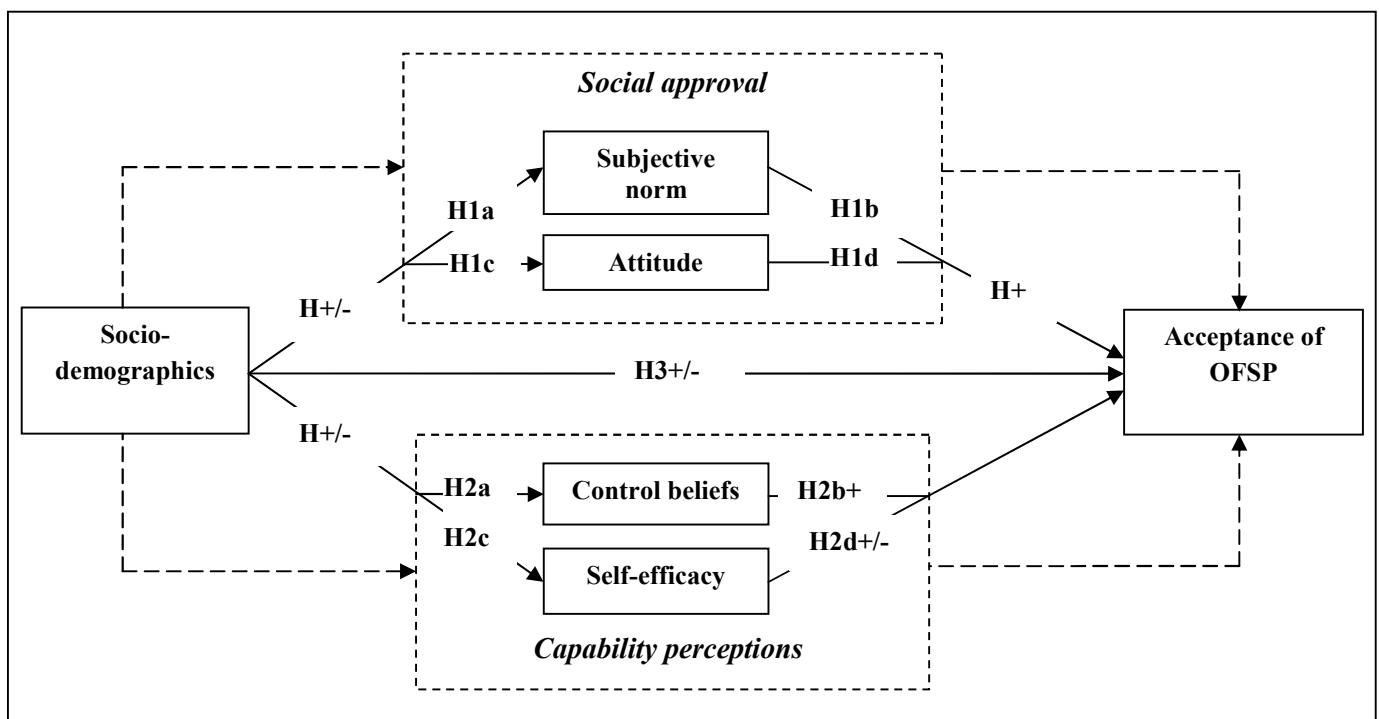 Social approval
Subjective
norm
H1a
H1b
H1c
Attitude
H1d
H+/-
H+
Socio-
demographics
H3+/-
Acceptance of
OFSP
H+/-
H2a
Control beliefs
H2b+
H2c
H2d+/-
Self-efficacy
Capability perceptions